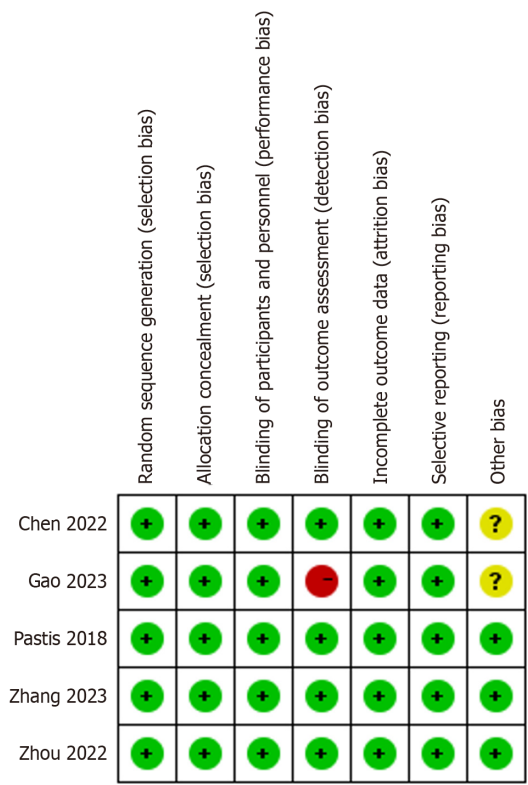 Random sequence generation (selection bias)
Allocation concealment (selection bias)
Blinding of participants and personnel (performance bias)
Blinding of outcome assessment (detection bias)
Incomplete outcome data (attrition bias)
Selective reporting (reporting bias)
Other bias
Chen 2022 + + + + + + ?
Gao 2023 + + + - + + ?
Pastis 2018 + + + + + + +
Zhang 2023 + + + + + + +
Zhou 2022 + + + + + + +